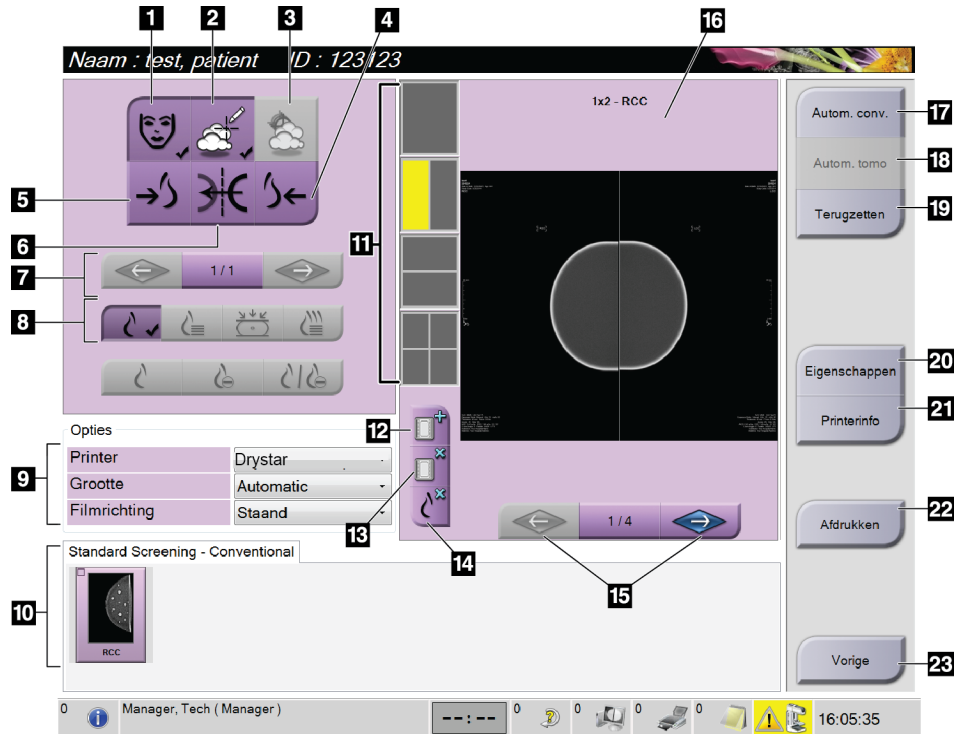 1
2
3
4
16
Naam : test, patient ID : 123123
1x2 - RCC
Autom. conv.
17
Autom. tomo
18
5
Terugzetten
19
6
11
7
1 / 1
8
Eigenschappen
20
Printerinfo
21
Opties
12
9
Printer
Drystar
Grootte
Automatic
Filmrichting
Staand
13
1 / 4
Afdrukken
22
14
15
Standard Screening - Conventional
10
RCC
Vorige
23
0
Manager, Tech ( Manager )
--:--
0
0
0
0
16:05:35